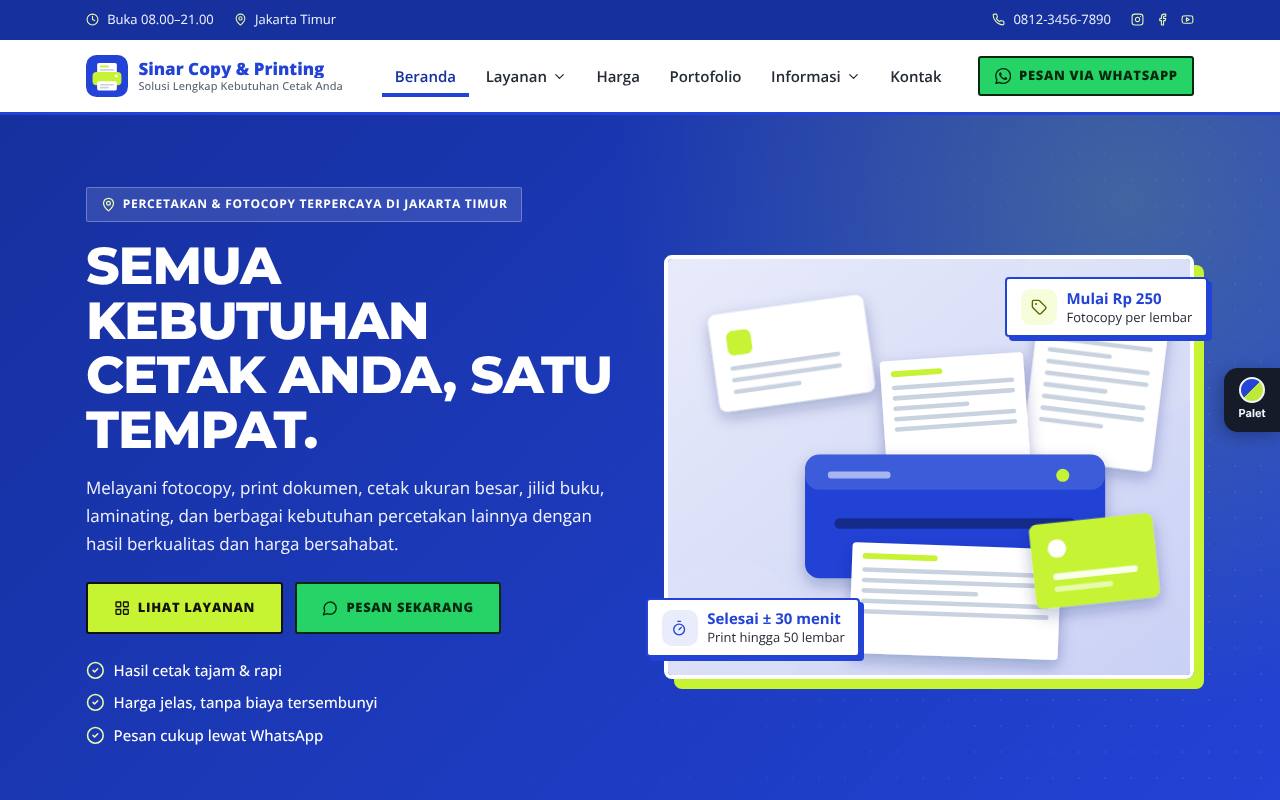 Buka 08.00–21.00
Jakarta Timur
0812-3456-7890
Sinar Copy & Printing
Solusi Lengkap Kebutuhan Cetak Anda
Beranda
Layanan
Harga
Portofolio
Informasi
Kontak
PESAN VIA WHATSAPP
PERCETAKAN & FOTOCOPY TERPERCAYA DI JAKARTA TIMUR
SEMUA
KEBUTUHAN
CETAK ANDA, SATU
TEMPAT.
Melayani fotocopy, print dokumen, cetak ukuran besar, jilid buku,
laminating, dan berbagai kebutuhan percetakan lainnya dengan
hasil berkualitas dan harga bersahabat.
LIHAT LAYANAN
PESAN SEKARANG
Hasil cetak tajam & rapi
Harga jelas, tanpa biaya tersembunyi
Pesan cukup lewat WhatsApp
Mulai Rp 250
Fotocopy per lembar
Selesai ± 30 menit
Print hingga 50 lembar
Palet